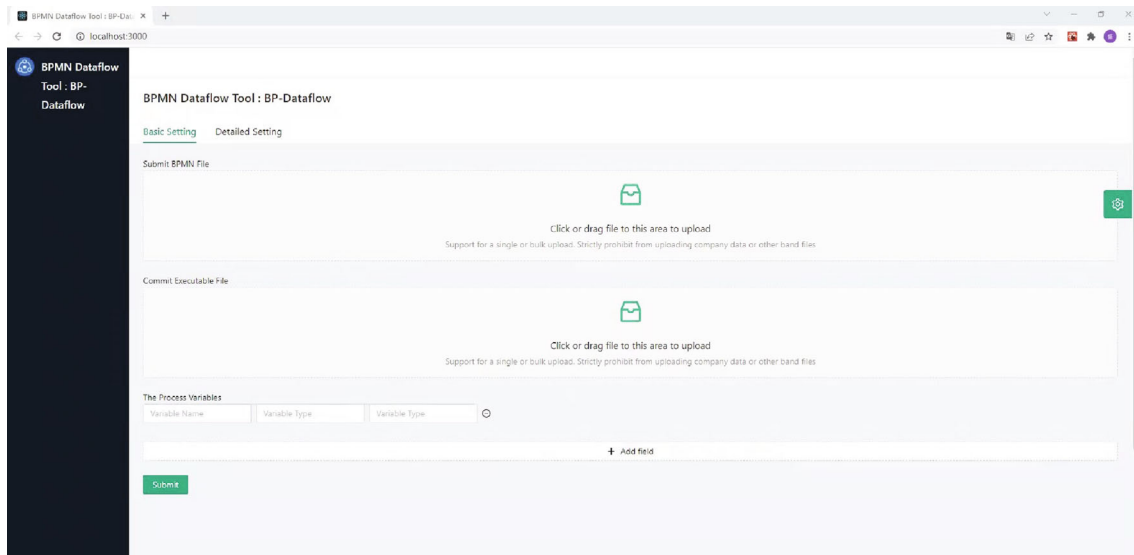 BPMN Dataflow Tool : BP-Dat
localhost:3000
BPMN Dataflow
Tool : BP-
Dataflow
BPMN Dataflow Tool : BP-Dataflow
Basic Setting Detailed Setting
Submit BPMN File
Click or drag file to this area to upload
Support for a single or bulk upload. Strictly prohibit from uploading company data or other band files
Commit Executable File
Click or drag file to this area to upload
Support for a single or bulk upload. Strictly prohibit from uploading company data or other band files
The Process Variables
Variable Name Variable Type Variable Type
+ Add field
Submit